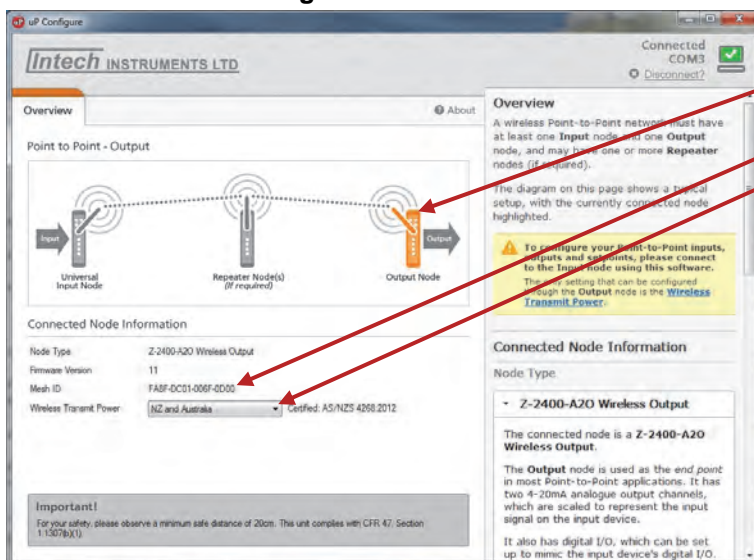 uP Configure
Intech INSTRUMENTS LTD
Connected
COM3
Disconnect?
Overview
About
Point to Point - Output
Input
Output
Universal
Input Node
Repeater Node(s)
(If required)
Output Node
Connected Node Information
Node Type
Z-2400-A2O Wireless Output
Firmware Version
11
Mesh ID
FABF-DC01-006F-0D00
Wireless Transmit Power
NZ and Australia
Certified: AS/NZS 4268:2012
Important!
For your safety, please observe a minimum safe distance of 20cm. This unit complies with CFR 47, Section
1.1307(b)(1).
Overview
A wireless Point-to-Point network must have
at least one Input node and one Output
node, and may have one or more Repeater
nodes (if required).
The diagram on this page shows a typical
setup, with the currently connected node
highlighted.
To configure your Point-to-Point inputs,
outputs and setpoints, please connect
to the Input node using this software.
The only setting that can be configured
through the Output node is the Wireless
Transmit Power.
Connected Node Information
Node Type
Z-2400-A2O Wireless Output
The connected node is a Z-2400-A2O
Wireless Output.
The Output node is used as the end point
in most Point-to-Point applications. It has
two 4-20mA analogue output channels,
which are scaled to represent the input
signal on the input device.
It also has digital I/O, which can be set
up to mimic the input device's digital I/O.